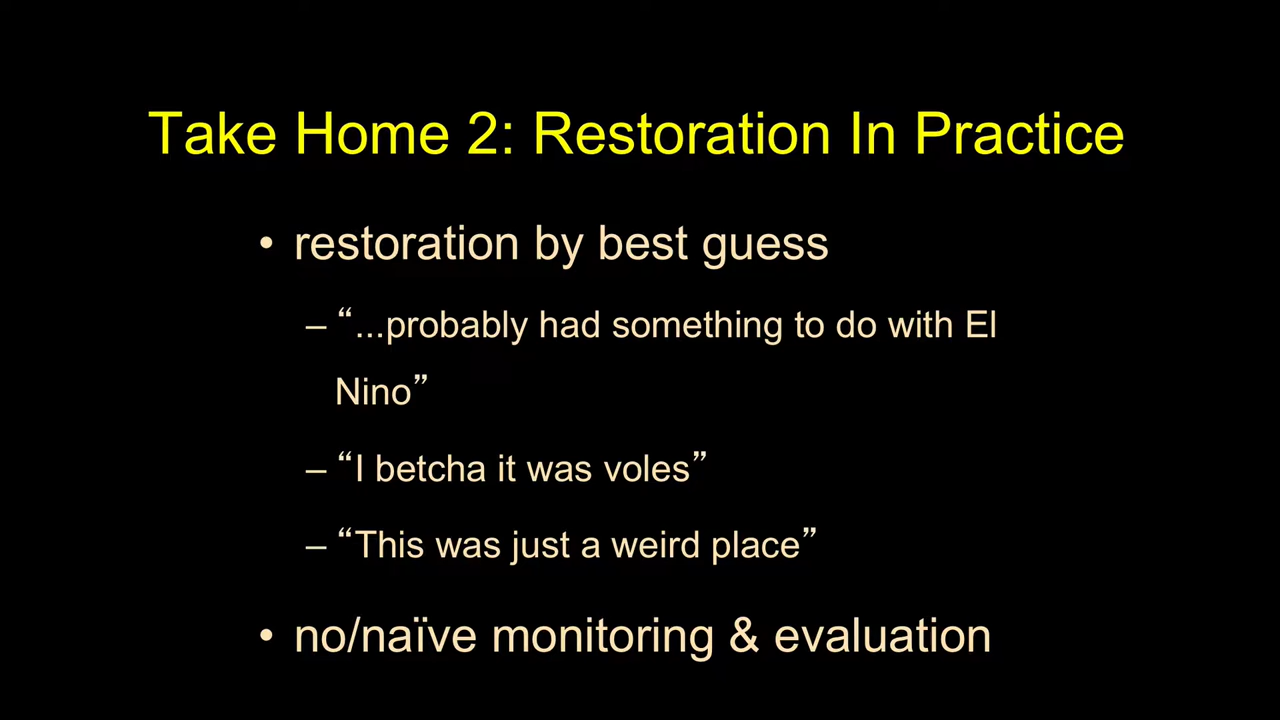 Take Home 2: Restoration In Practice
• restoration by best guess
– “...probably had something to do with El
Nino”
– “I betcha it was voles”
– “This was just a weird place”
• no/naïve monitoring & evaluation